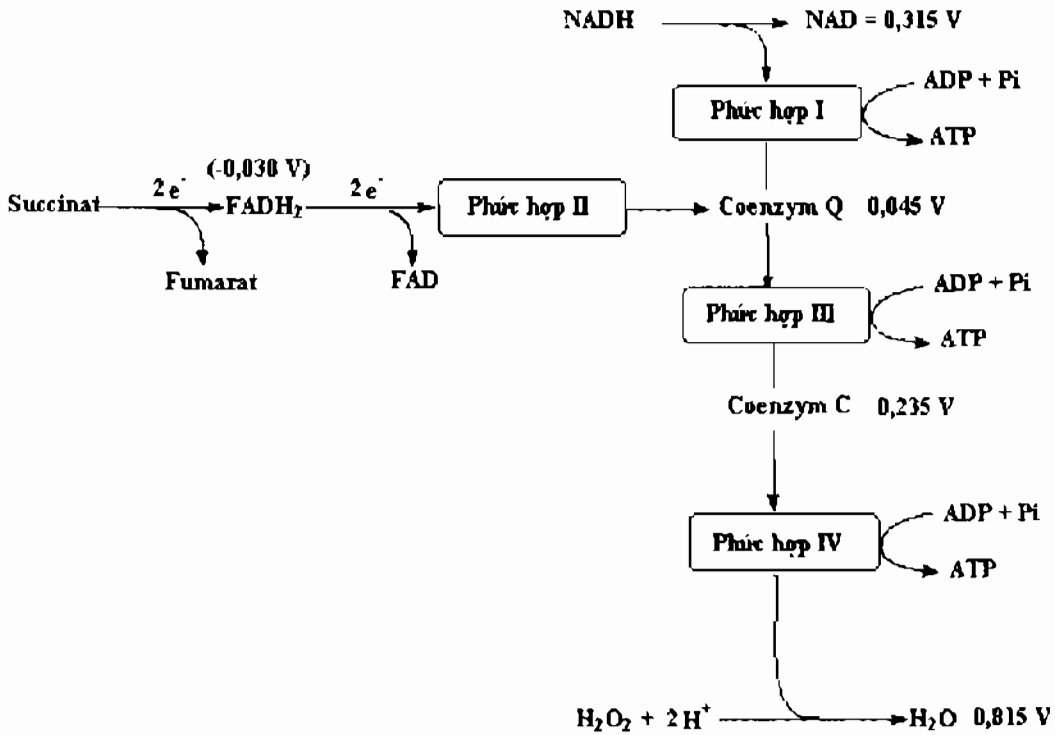 NADH NAD = 0,315 V
ADP + Pi
Phức hợp I
ATP
(-0,030 V)
Succinat 2 e⁻ FADH₂ 2 e⁻ Phức hợp II Coenzym Q 0,045 V
Fumarat FAD
ADP + Pi
Phức hợp III
ATP
Coenzym C 0,235 V
ADP + Pi
Phức hợp IV
ATP
H₂O₂ + 2H⁺ H₂O 0,815 V